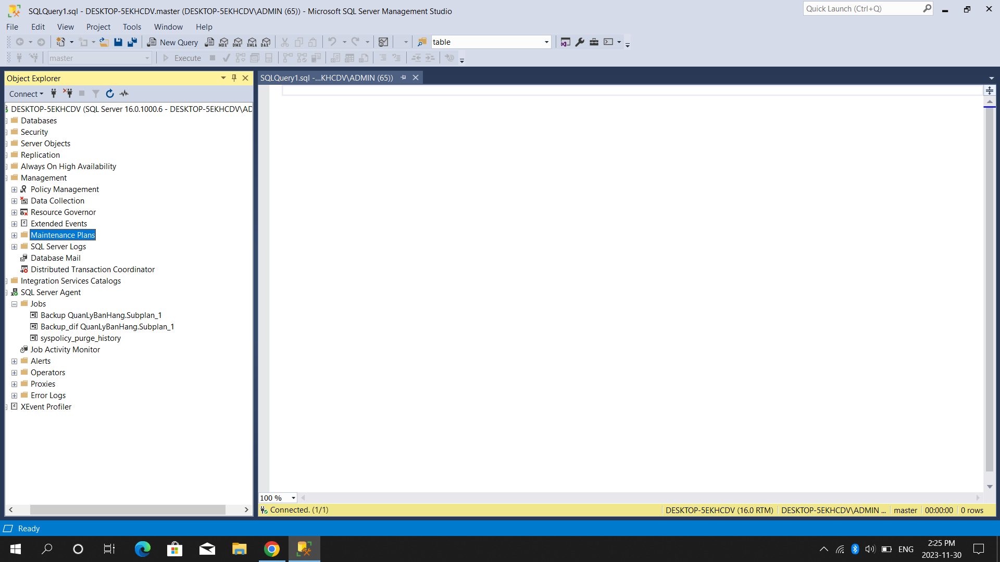 SQLQuery1.sql - DESKTOP-5EKHCDV.master (DESKTOP-5EKHCDV\ADMIN (65)) - Microsoft SQL Server Management Studio
Quick Launch (Ctrl+Q)
File Edit View Project Tools Window Help
New Query MDX DMX XMLA DAX table
master Execute
Object Explorer
SQLQuery1.sql -...KHCDV\ADMIN (65))
Connect
DESKTOP-5EKHCDV (SQL Server 16.0.1000.6 - DESKTOP-5EKHCDV\AD
Databases
Security
Server Objects
Replication
Always On High Availability
Management
Policy Management
Data Collection
Resource Governor
Extended Events
Maintenance Plans
SQL Server Logs
Database Mail
Distributed Transaction Coordinator
Integration Services Catalogs
SQL Server Agent
Jobs
Backup QuanLyBanHang.Subplan_1
Backup_dif QuanLyBanHang.Subplan_1
syspolicy_purge_history
Job Activity Monitor
Alerts
Operators
Proxies
Error Logs
XEvent Profiler
100 %
Connected. (1/1)
DESKTOP-5EKHCDV (16.0 RTM) DESKTOP-5EKHCDV\ADMIN ... master 00:00:00 0 rows
Ready
ENG
2:25 PM
2023-11-30